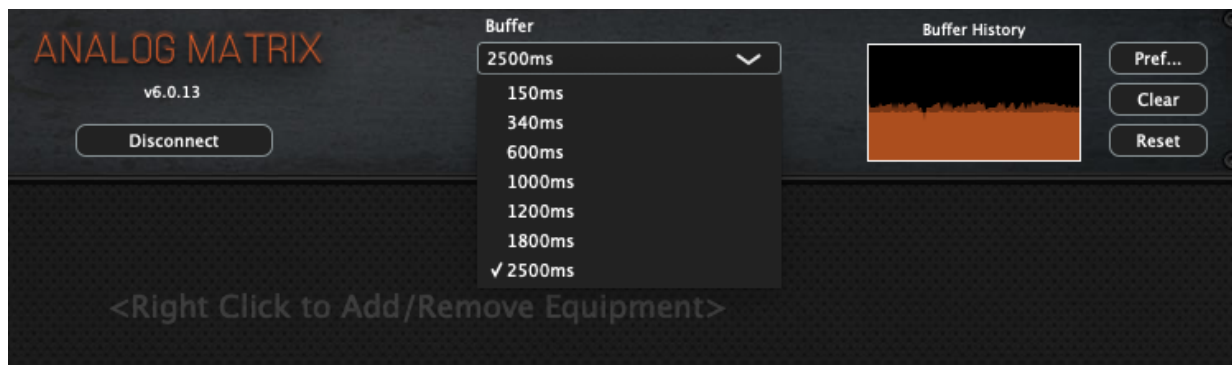 ANALOG MATRIX
v6.0.13
Disconnect
Buffer
2500ms
150ms
340ms
600ms
1000ms
1200ms
1800ms
✓ 2500ms
Buffer History
Pref...
Clear
Reset
<Right Click to Add/Remove Equipment>